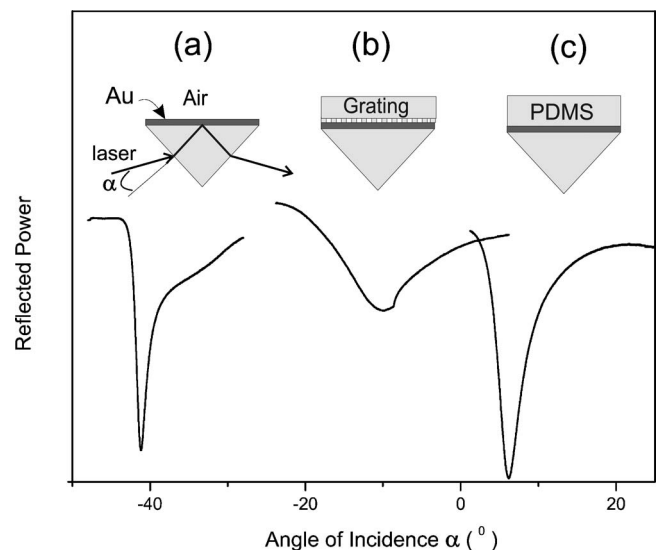 (a) (b) (c)
Au
Air
Grating
PDMS
laser
α
Reflected Power
-40 -20 0 20
Angle of Incidence α (⁰)